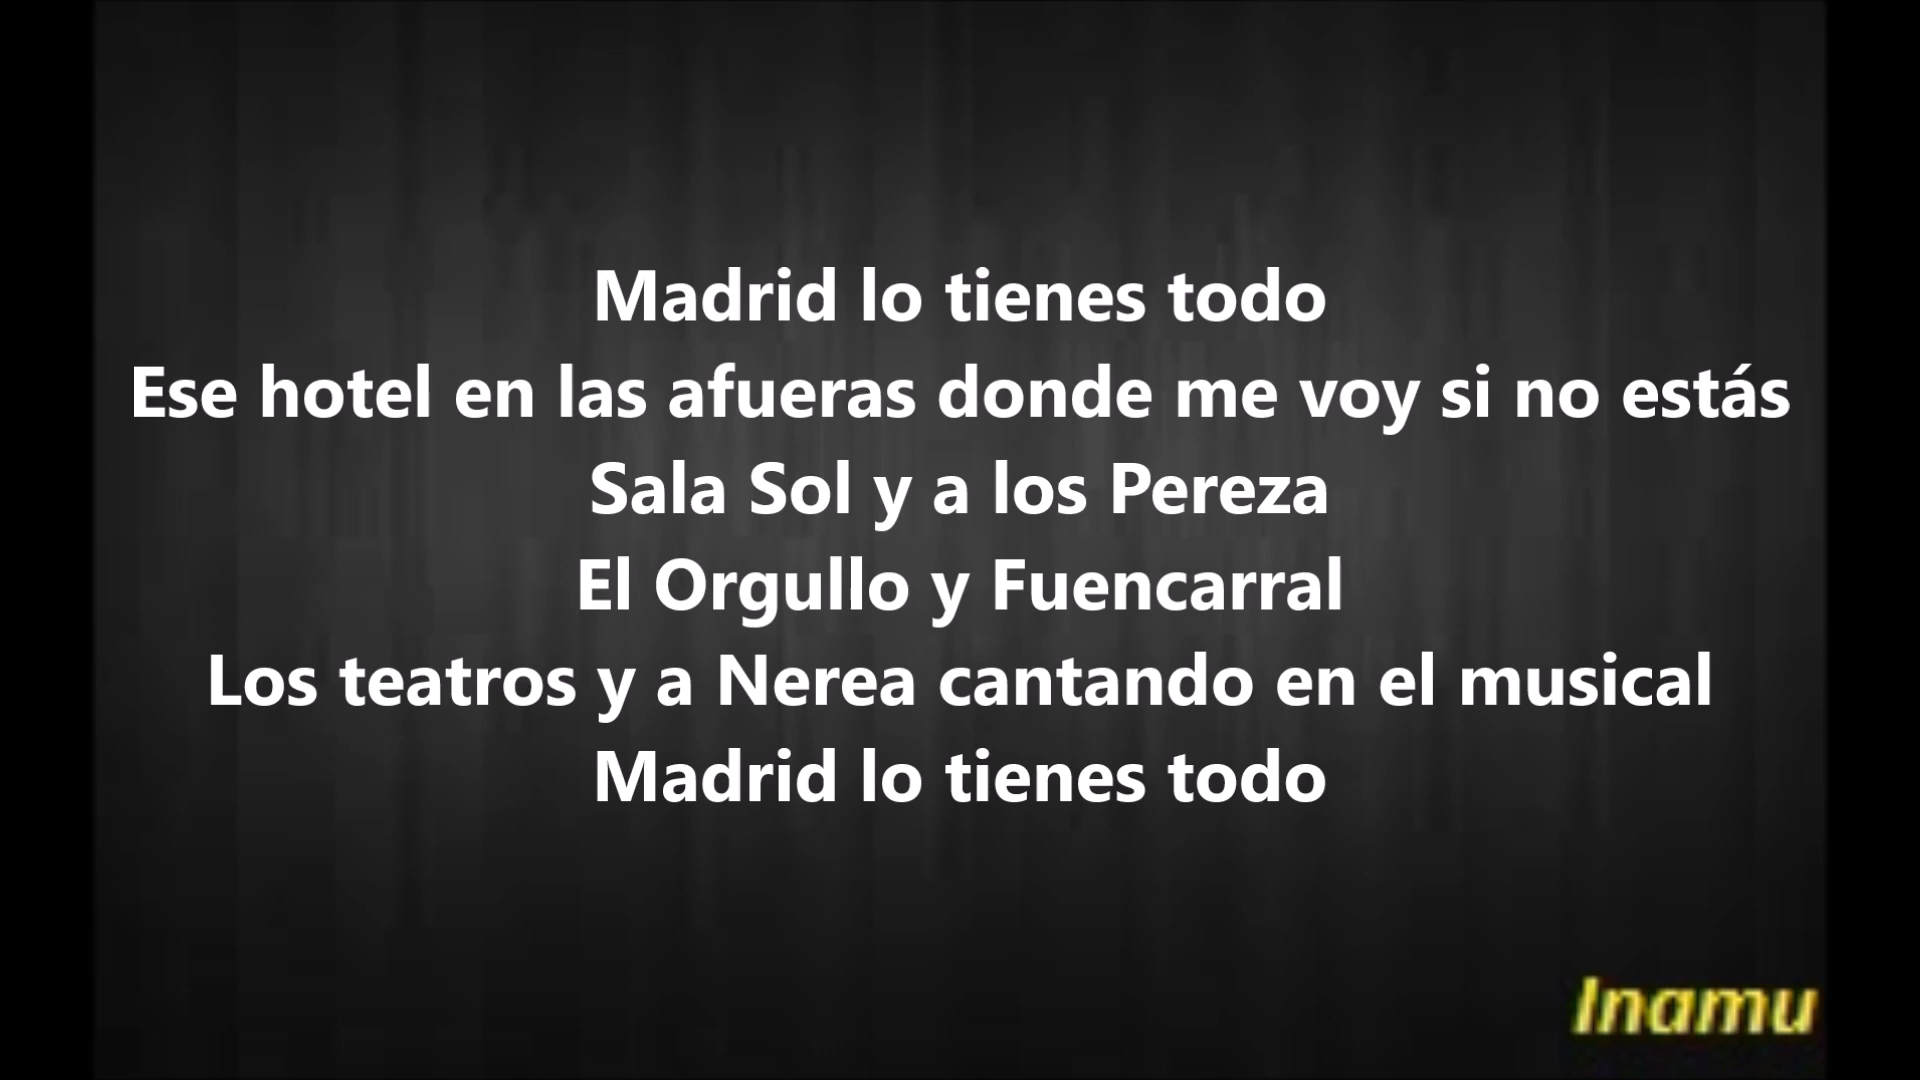 Madrid lo tienes todo
Ese hotel en las afueras donde me voy si no estás
Sala Sol y a los Pereza
El Orgullo y Fuencarral
Los teatros y a Nerea cantando en el musical
Madrid lo tienes todo
Inamu